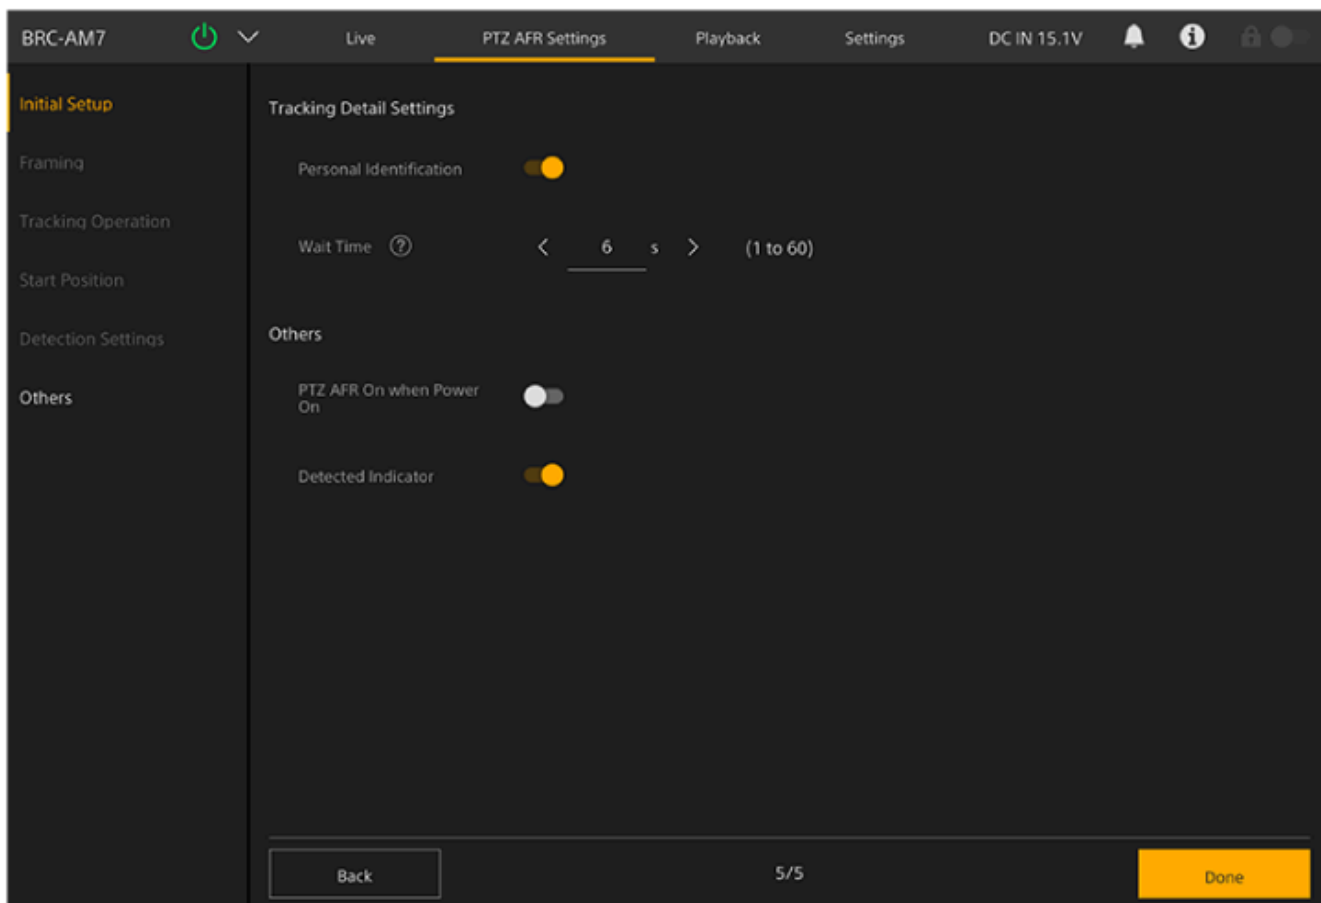 BRC-AM7 Live PTZ AFR Settings Playback Settings DC IN 15.1V
Initial Setup
Framing
Tracking Operation
Start Position
Detection Settings
Others
Tracking Detail Settings
Personal Identification
Wait Time ? < 6 s > (1 to 60)
Others
PTZ AFR On when Power
On
Detected Indicator
Back 5/5 Done